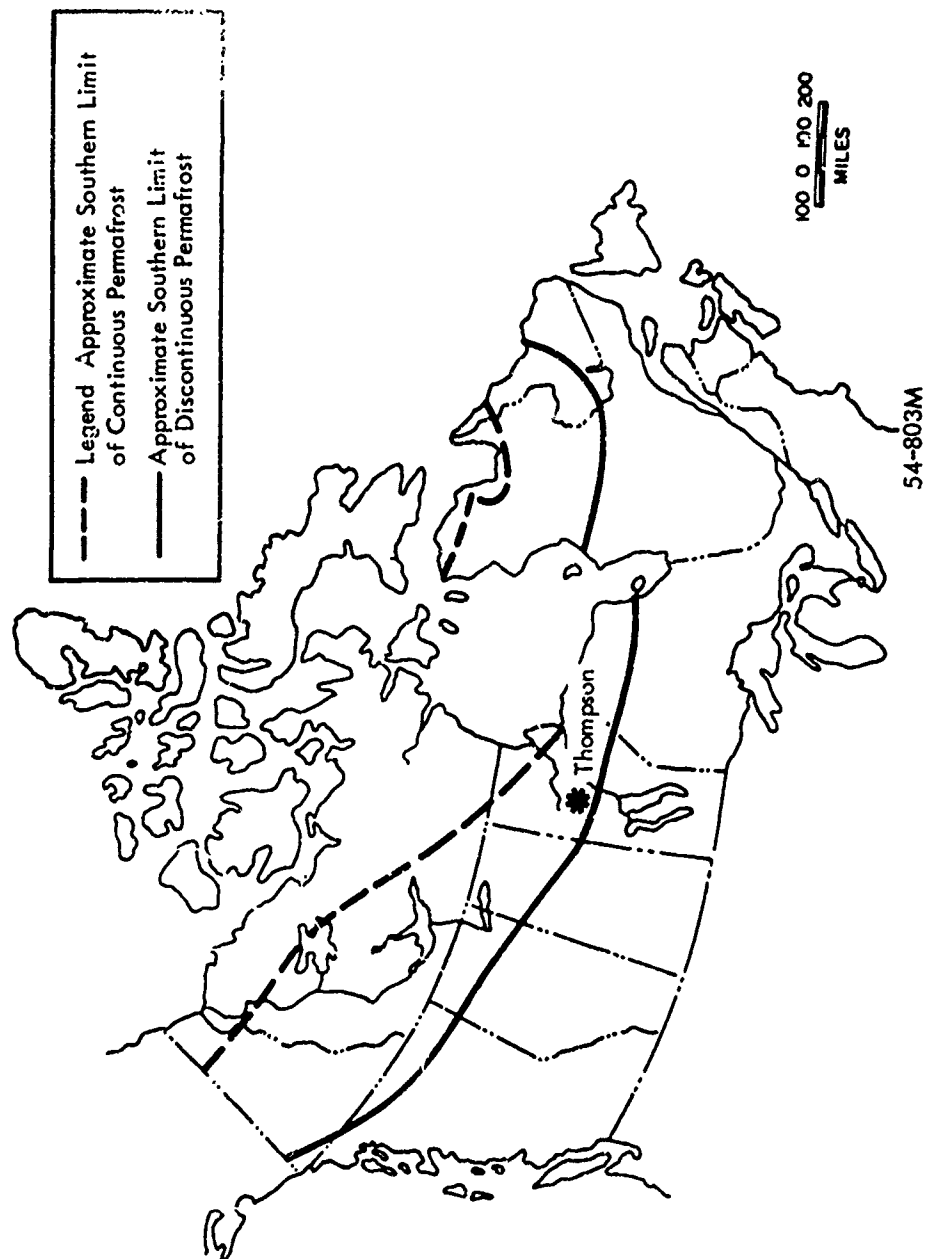 Legend Approximate Southern Limit
of Continuous Permafrost
Approximate Southern Limit
of Discontinuous Permafrost
Thompson
100 0 100 200
MILES
54-803M